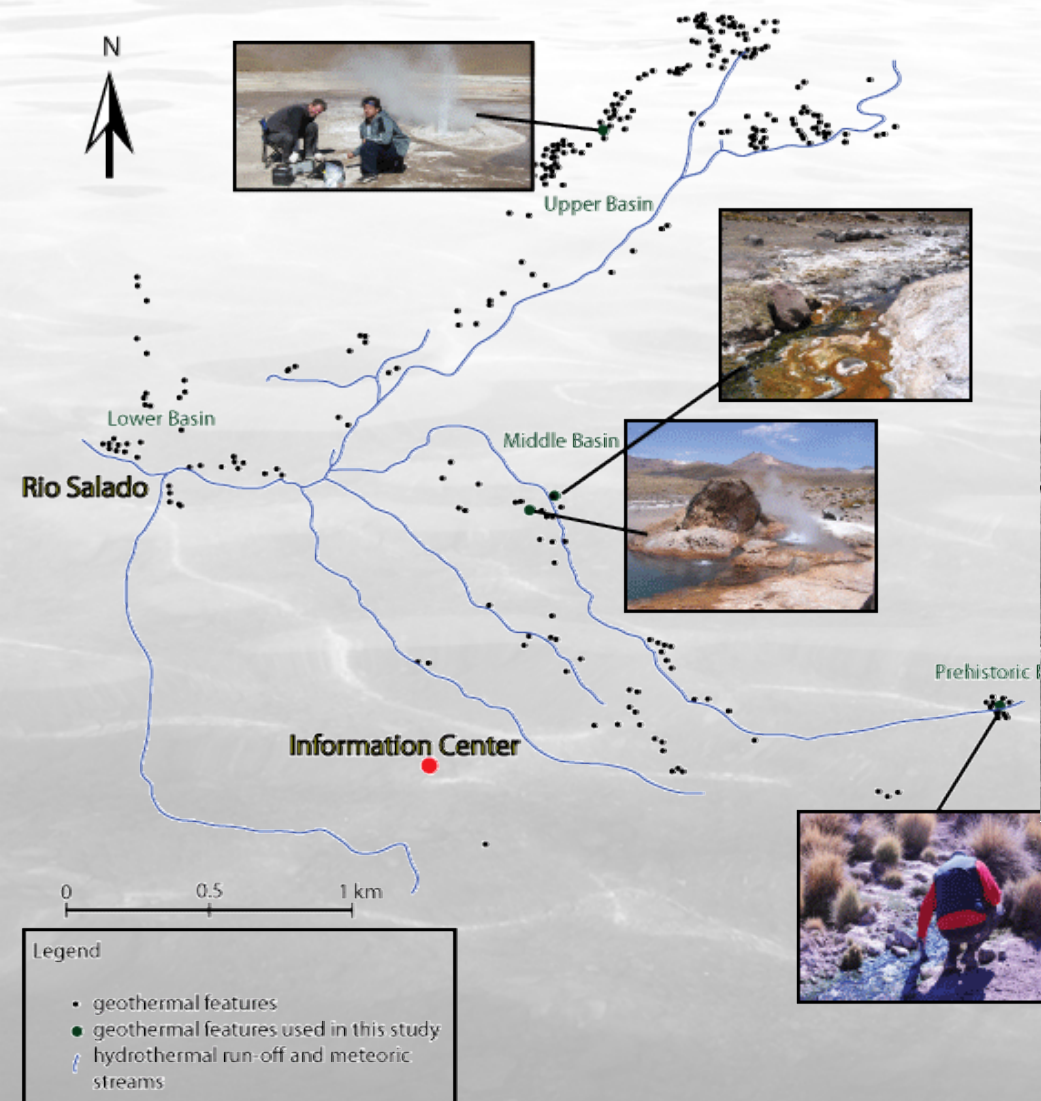 N
Upper Basin
Lower Basin
Middle Basin
Rio Salado
Prehistoric
Information Center
0 0.5 1 km
Legend
geothermal features
geothermal features used in this study
hydrothermal run-off and meteoric
streams